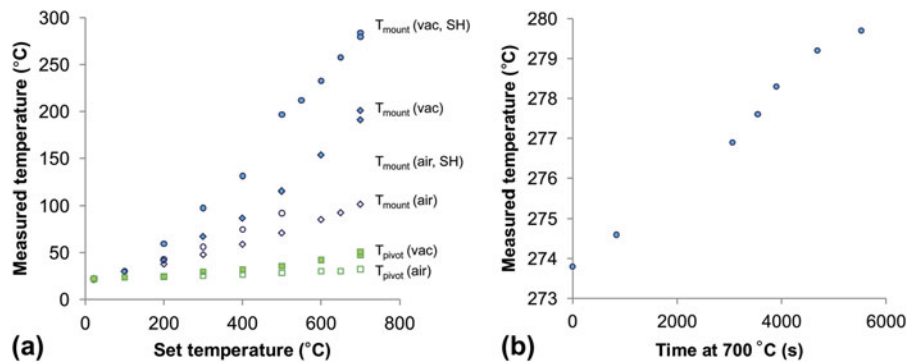 300
250
200
150
100
50
0
0 200 400 600 800
Measured temperature (°C)
Set temperature (°C)
(a)
Tmount (vac, SH)
Tmount (vac)
Tmount (air, SH)
Tmount (air)
Tpivot (vac)
Tpivot (air)
280
279
278
277
276
275
274
273
0 2000 4000 6000
Measured temperature (°C)
Time at 700 °C (s)
(b)